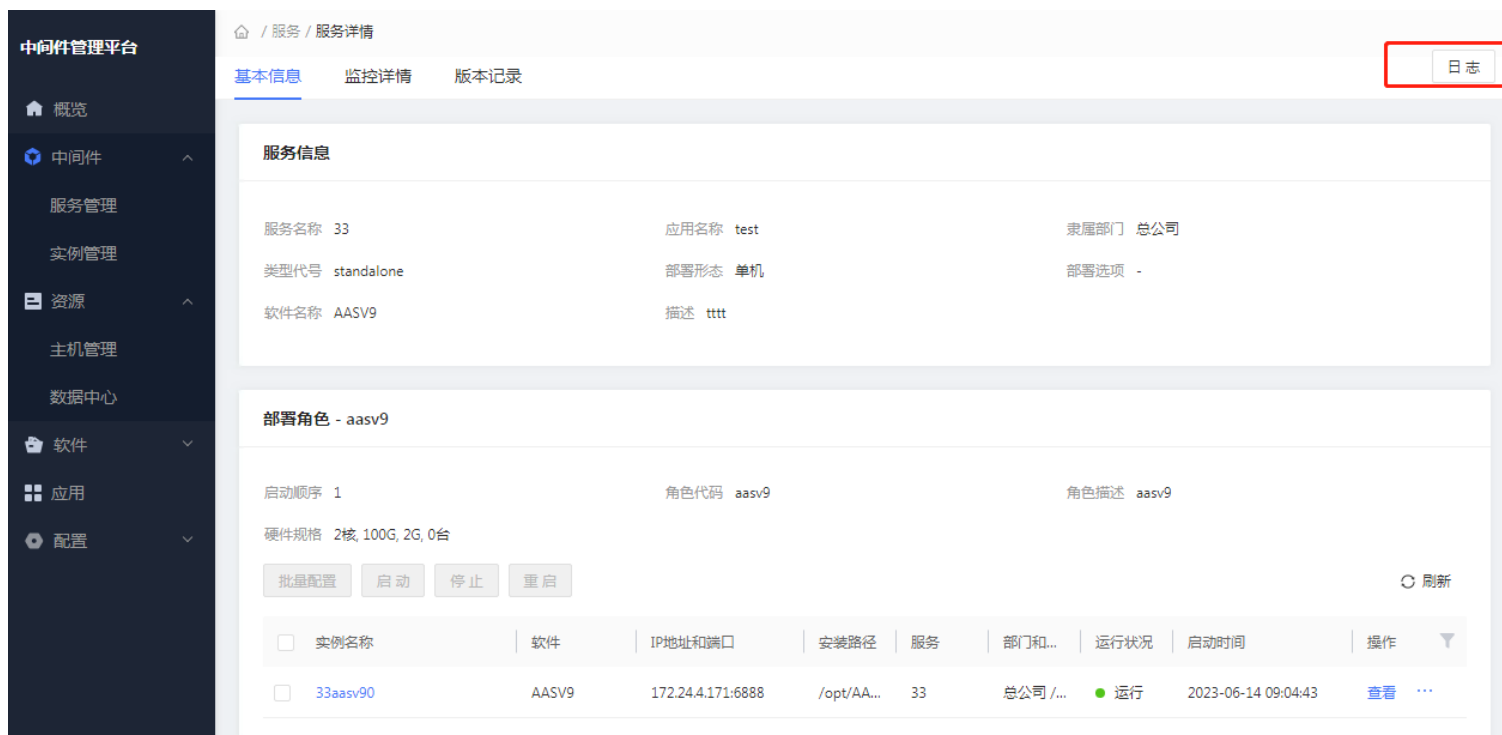 中间件管理平台
概览
中间件
服务管理
实例管理
资源
主机管理
数据中心
软件
应用
配置
/ 服务 / 服务详情
基本信息 监控详情 版本记录
日志
服务信息
服务名称 33 应用名称 test 隶属部门 总公司
类型代号 standalone 部署形态 单机 部署选项 -
软件名称 AASV9 描述 tttt
部署角色 - aasv9
启动顺序 1 角色代码 aasv9 角色描述 aasv9
硬件规格 2核, 100G, 2G, 0台
批量配置 启动 停止 重启 刷新
实例名称 软件 IP地址和端口 安装路径 服务 部门和... 运行状况 启动时间 操作
33aasv90 AASV9 172.24.4.171:6888 /opt/AA... 33 总公司 /... 运行 2023-06-14 09:04:43 查看 ···